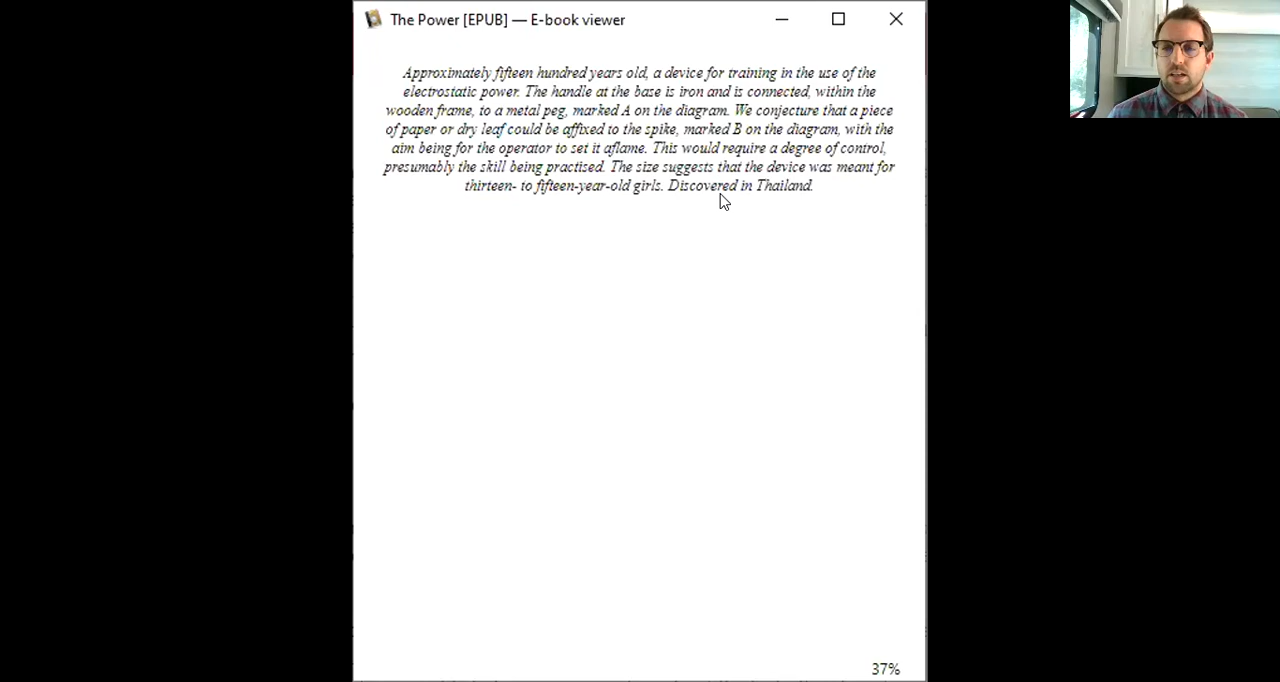 The Power [EPUB] — E-book viewer
Approximately fifteen hundred years old, a device for training in the use of the
electrostatic power. The handle at the base is iron and is connected, within the
wooden frame, to a metal peg, marked A on the diagram. We conjecture that a piece
of paper or dry leaf could be affixed to the spike, marked B on the diagram, with the
aim being for the operator to set it aflame. This would require a degree of control,
presumably the skill being practised. The size suggests that the device was meant for
thirteen- to fifteen-year-old girls. Discovered in Thailand.
37%